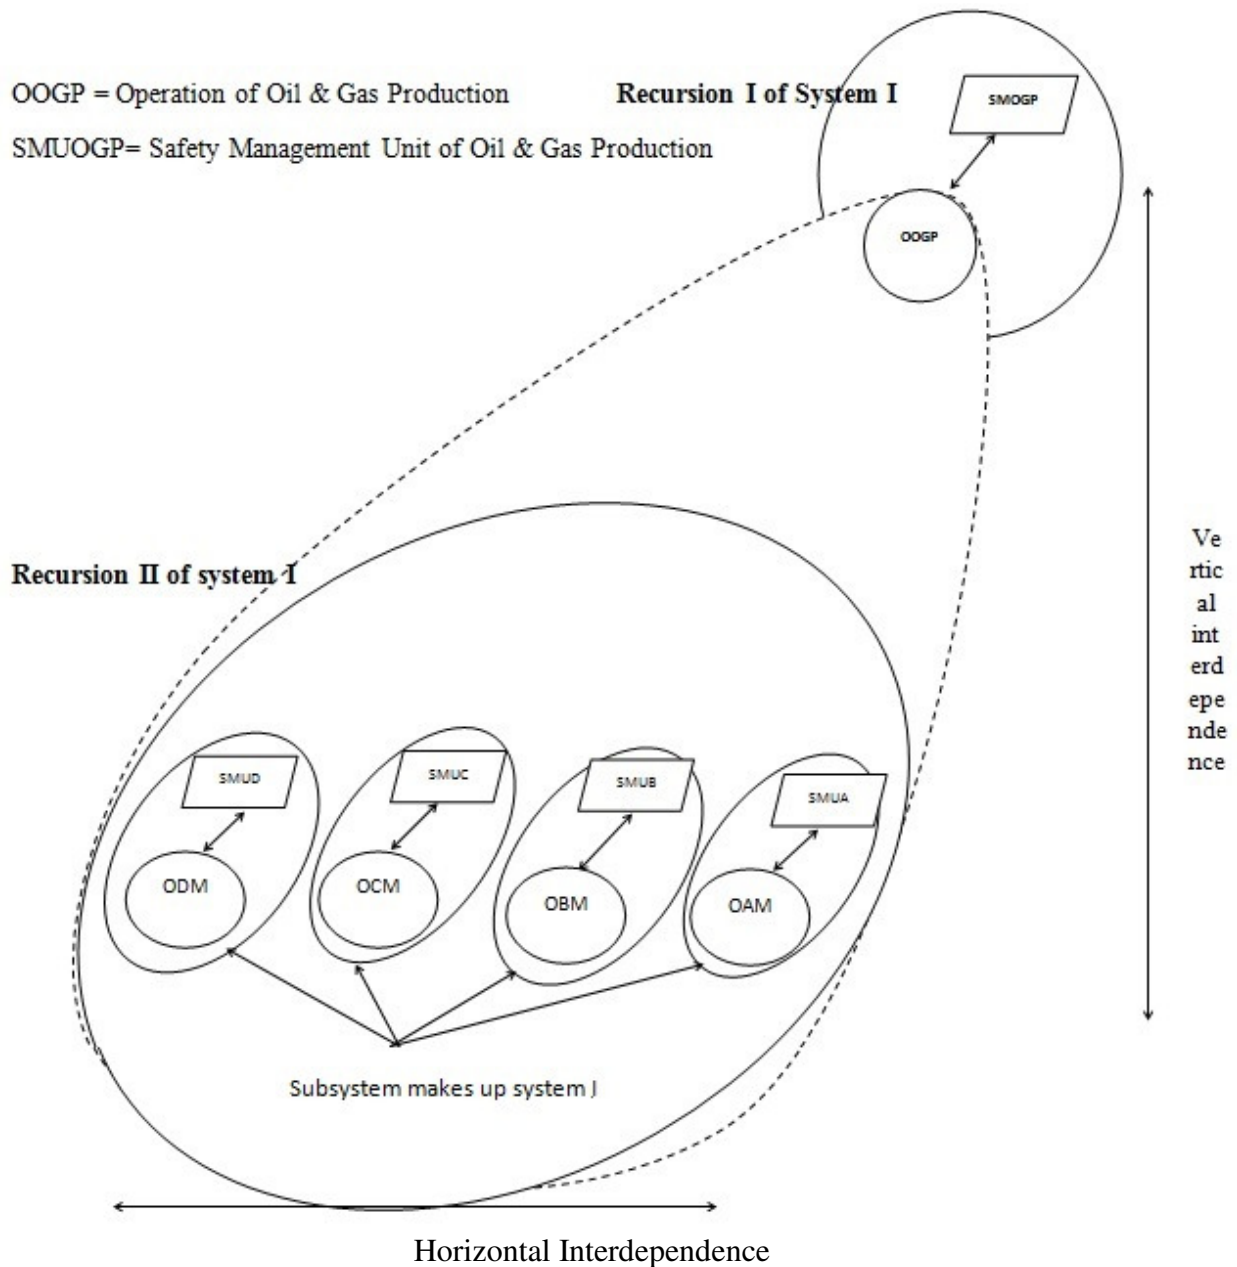 OOGP = Operation of Oil & Gas Production
Recursion I of System I
SMOGP
SMUOGP= Safety Management Unit of Oil & Gas Production
OOGP
Ve
rtic
al
int
erd
epe
nde
nce
Recursion II of system I
SMUD
SMUC
SMUB
SMUA
ODM
OCM
OBM
OAM
Subsystem makes up system I
Horizontal Interdependence